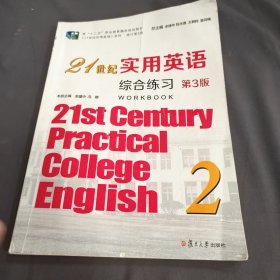 21世纪
实用英语
综合练习 第3版
WORKBOOK
21st Century
Practical
College
English
2
复旦大学出版社